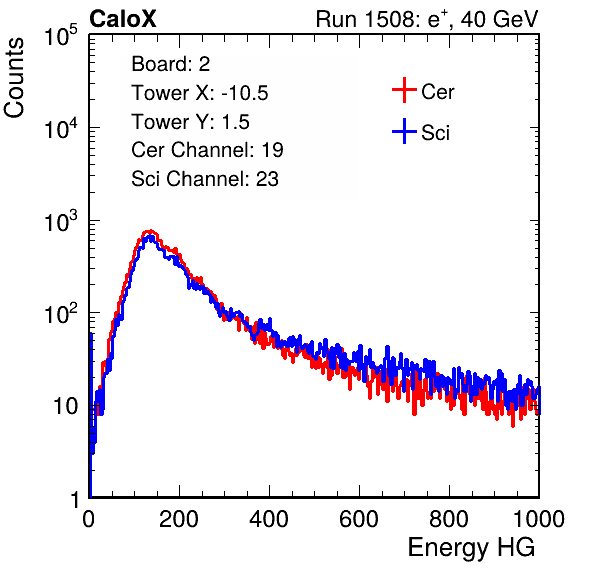 CaloX Run 1508: e+, 40 GeV
Counts
10^5
10^4
10^3
10^2
10
1
Board: 2
Tower X: -10.5
Tower Y: 1.5
Cer Channel: 19
Sci Channel: 23
Cer
Sci
0 200 400 600 800 1000
Energy HG